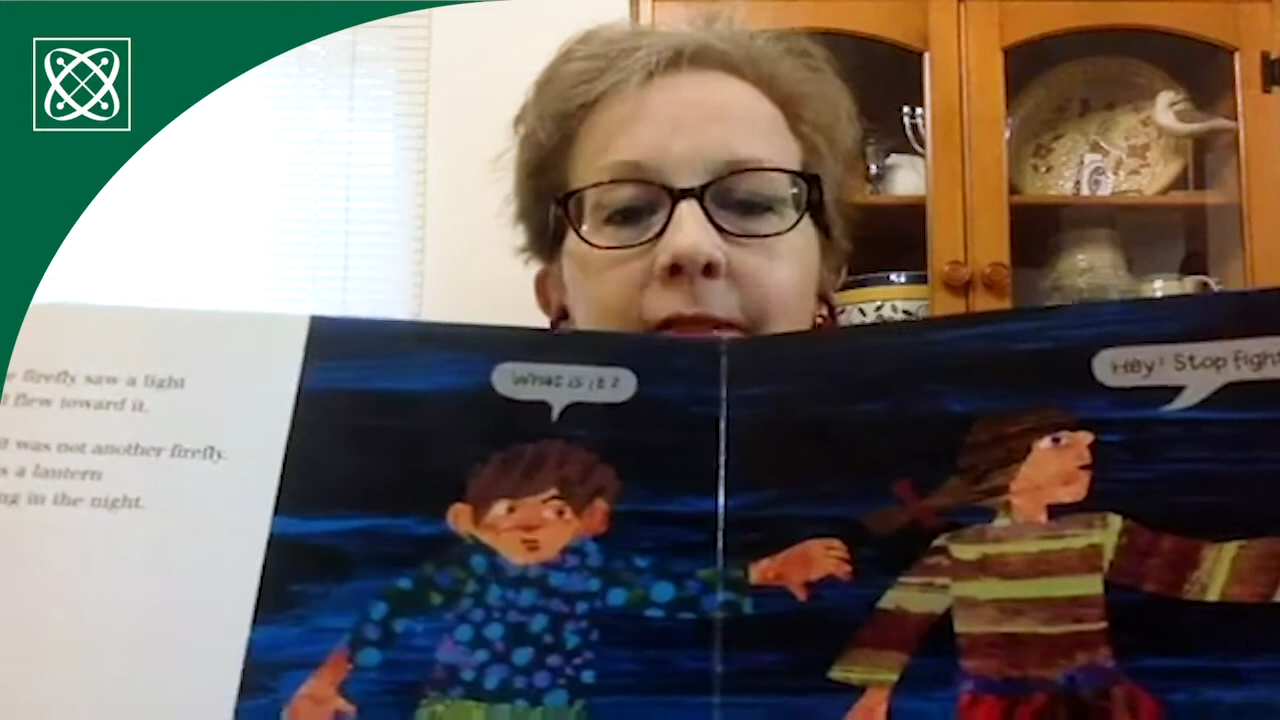 firefly saw a light
flew toward it.
it was not another firefly.
a lantern
in the night.
What is it?
Hey! Stop